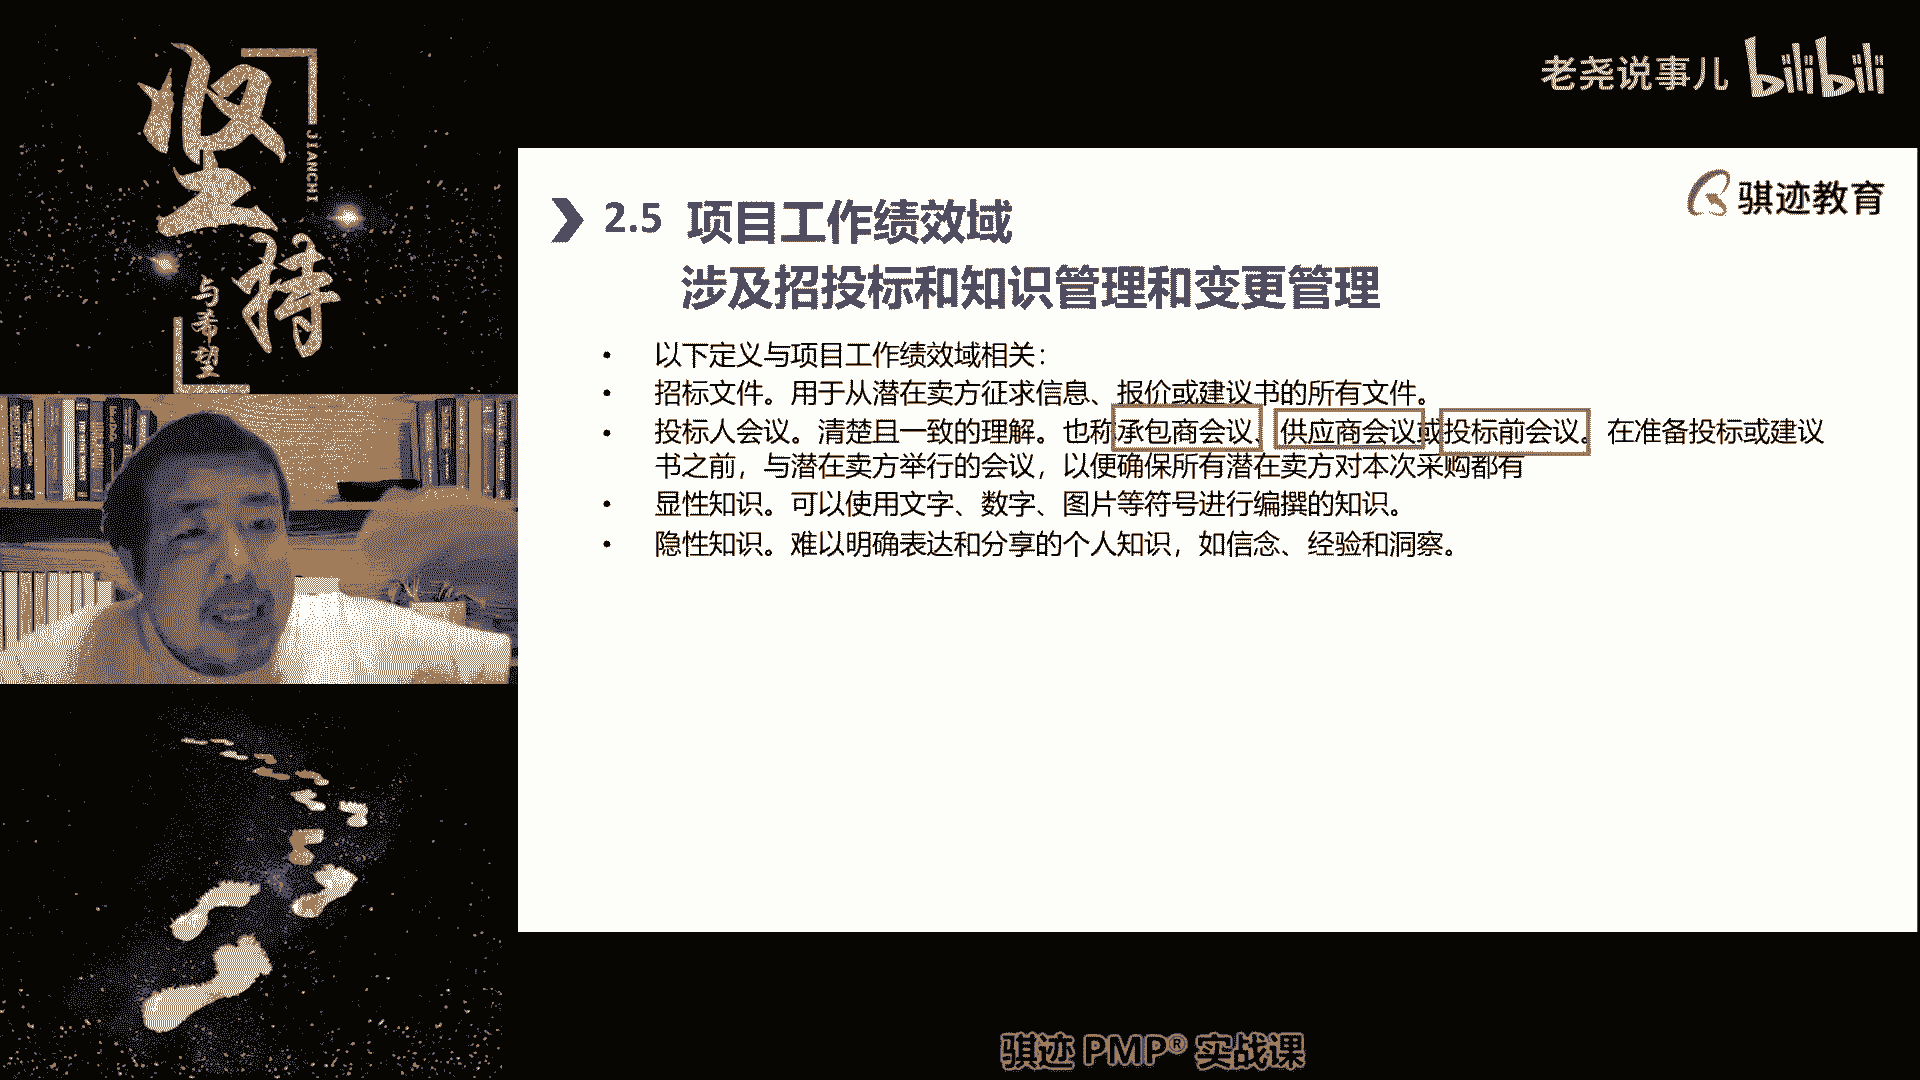 坚持
JIANCHI
与希望
老尧说事儿 bilibili
骐迹教育
2.5 项目工作绩效域
涉及招投标和知识管理和变更管理
• 以下定义与项目工作绩效域相关：
• 招标文件。用于从潜在卖方征求信息、报价或建议书的所有文件。
• 投标人会议。清楚且一致的理解。也称承包商会议、供应商会议或投标前会议。在准备投标或建议
书之前，与潜在卖方举行的会议，以便确保所有潜在卖方对本次采购都有
• 显性知识。可以使用文字、数字、图片等符号进行编撰的知识。
• 隐性知识。难以明确表达和分享的个人知识，如信念、经验和洞察。
骐迹 PMP® 实战课